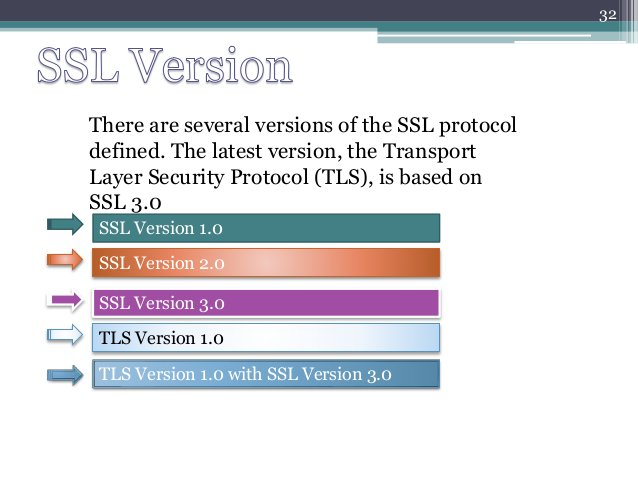 32
SSL Version
There are several versions of the SSL protocol
defined. The latest version, the Transport
Layer Security Protocol (TLS), is based on
SSL 3.0
SSL Version 1.0
SSL Version 2.0
SSL Version 3.0
TLS Version 1.0
TLS Version 1.0 with SSL Version 3.0